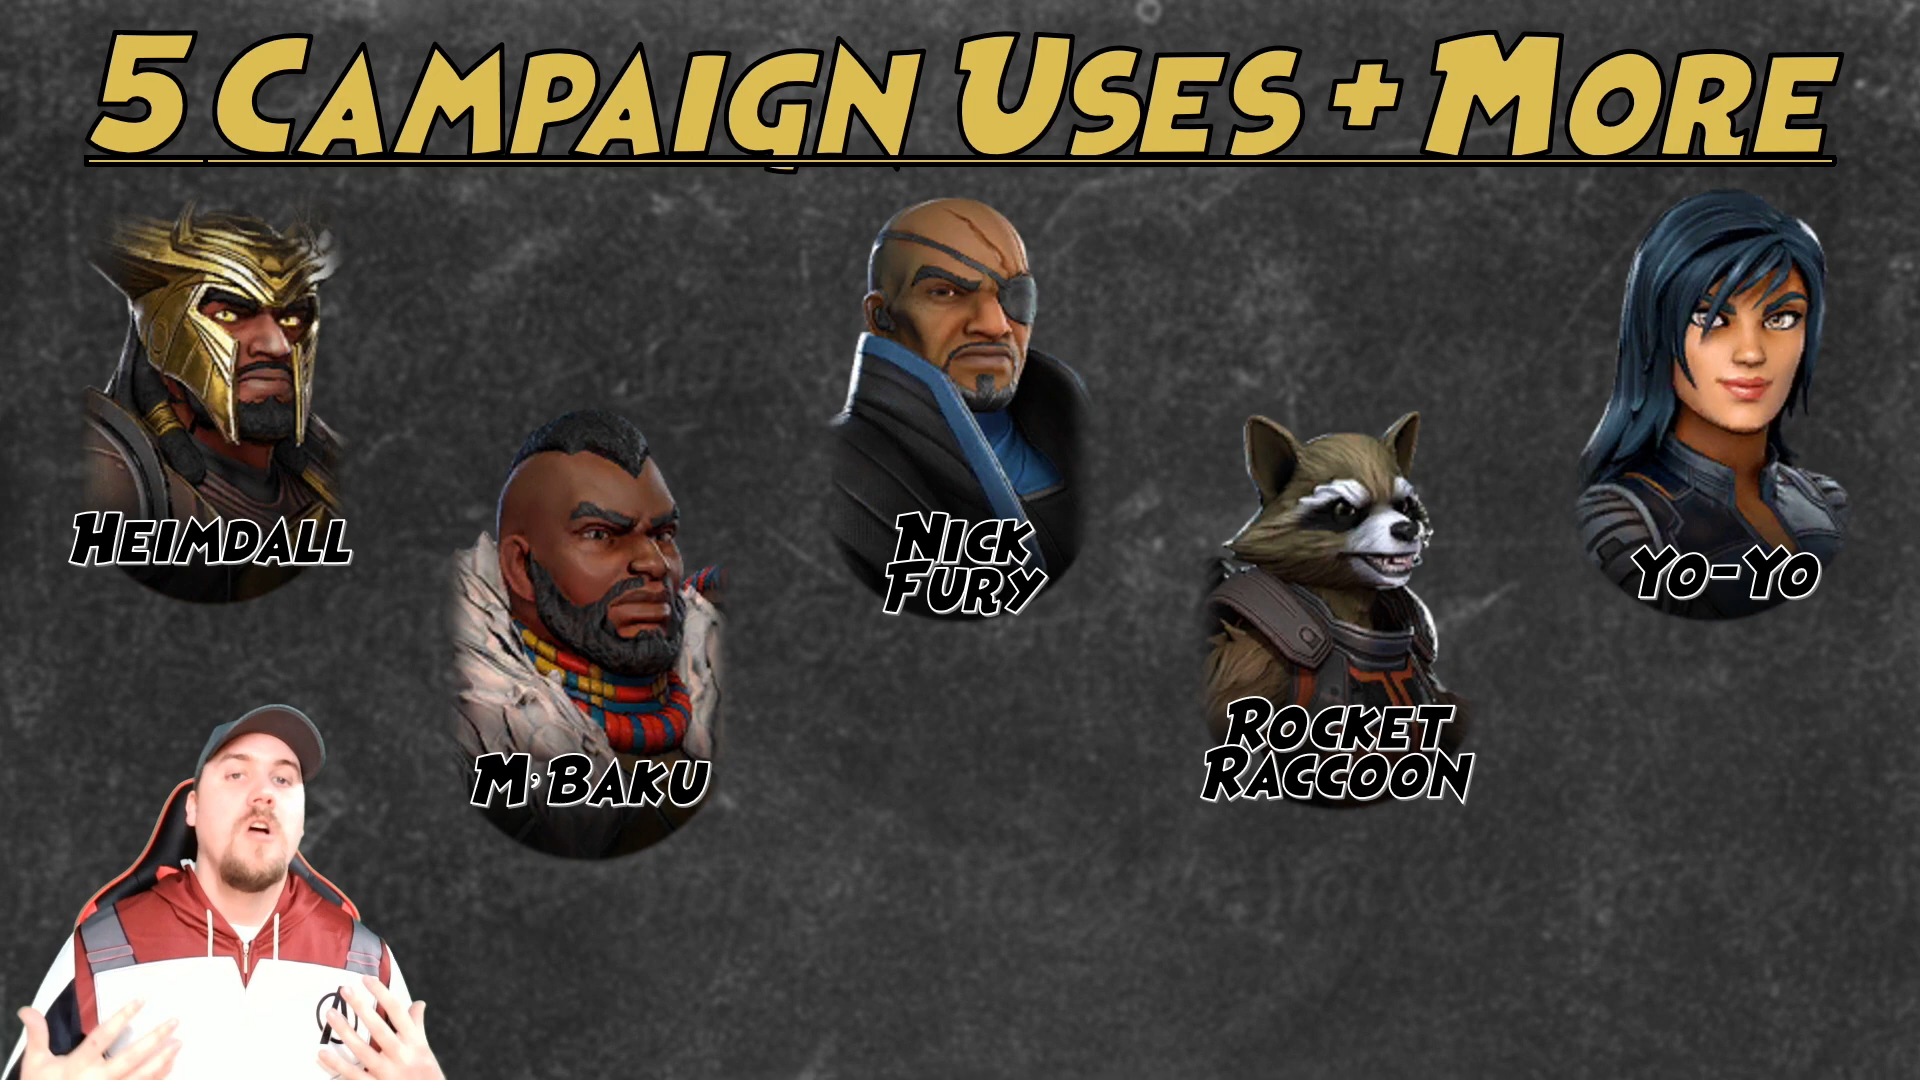 5 Campaign Uses + More
Heimdall
M'Baku
Nick
Fury
Rocket
Raccoon
Yo-Yo